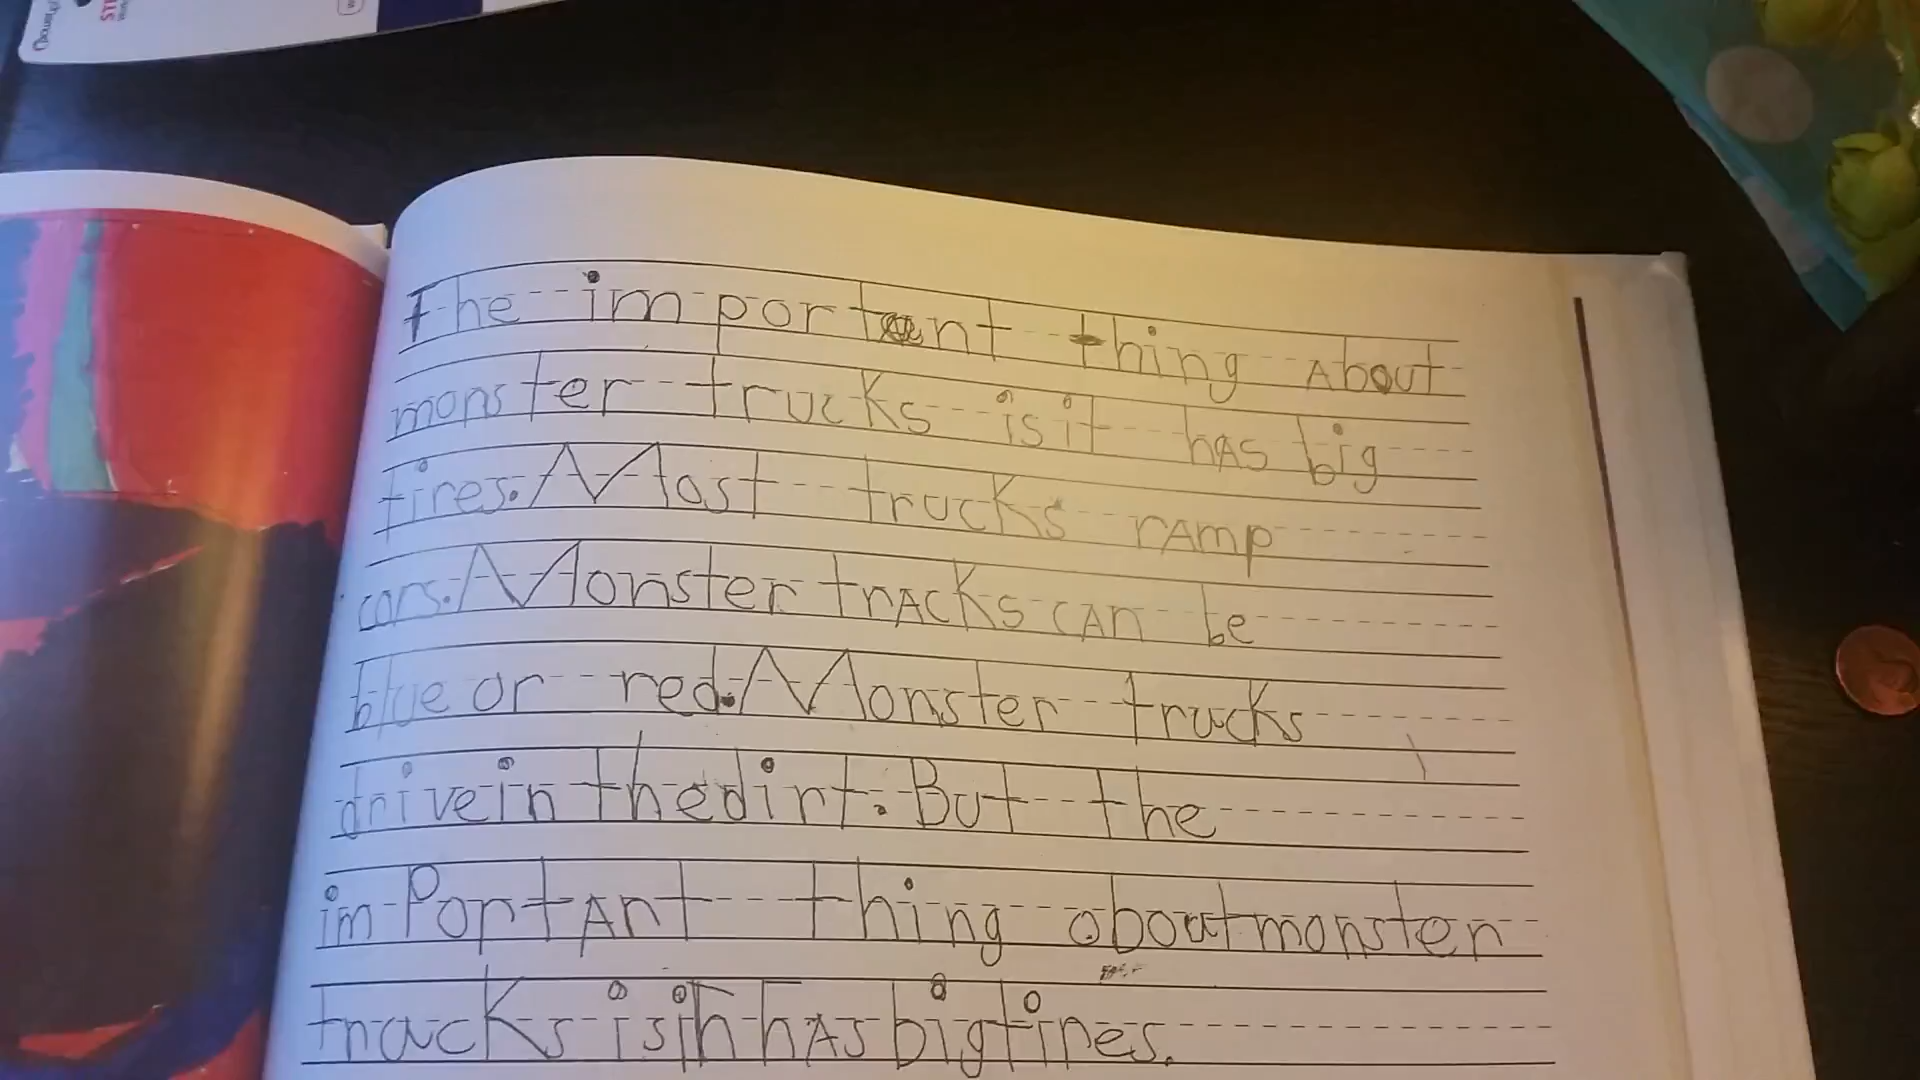 The important thing About
monster trucks is it hAs big
tires. Most trucks rAmp
cars. Monster trAcks cAn be
blue or red. Monster trucks
drive in the dirt. But the
imPortAnt thing obout monster
tracks is ih hAs big tires.